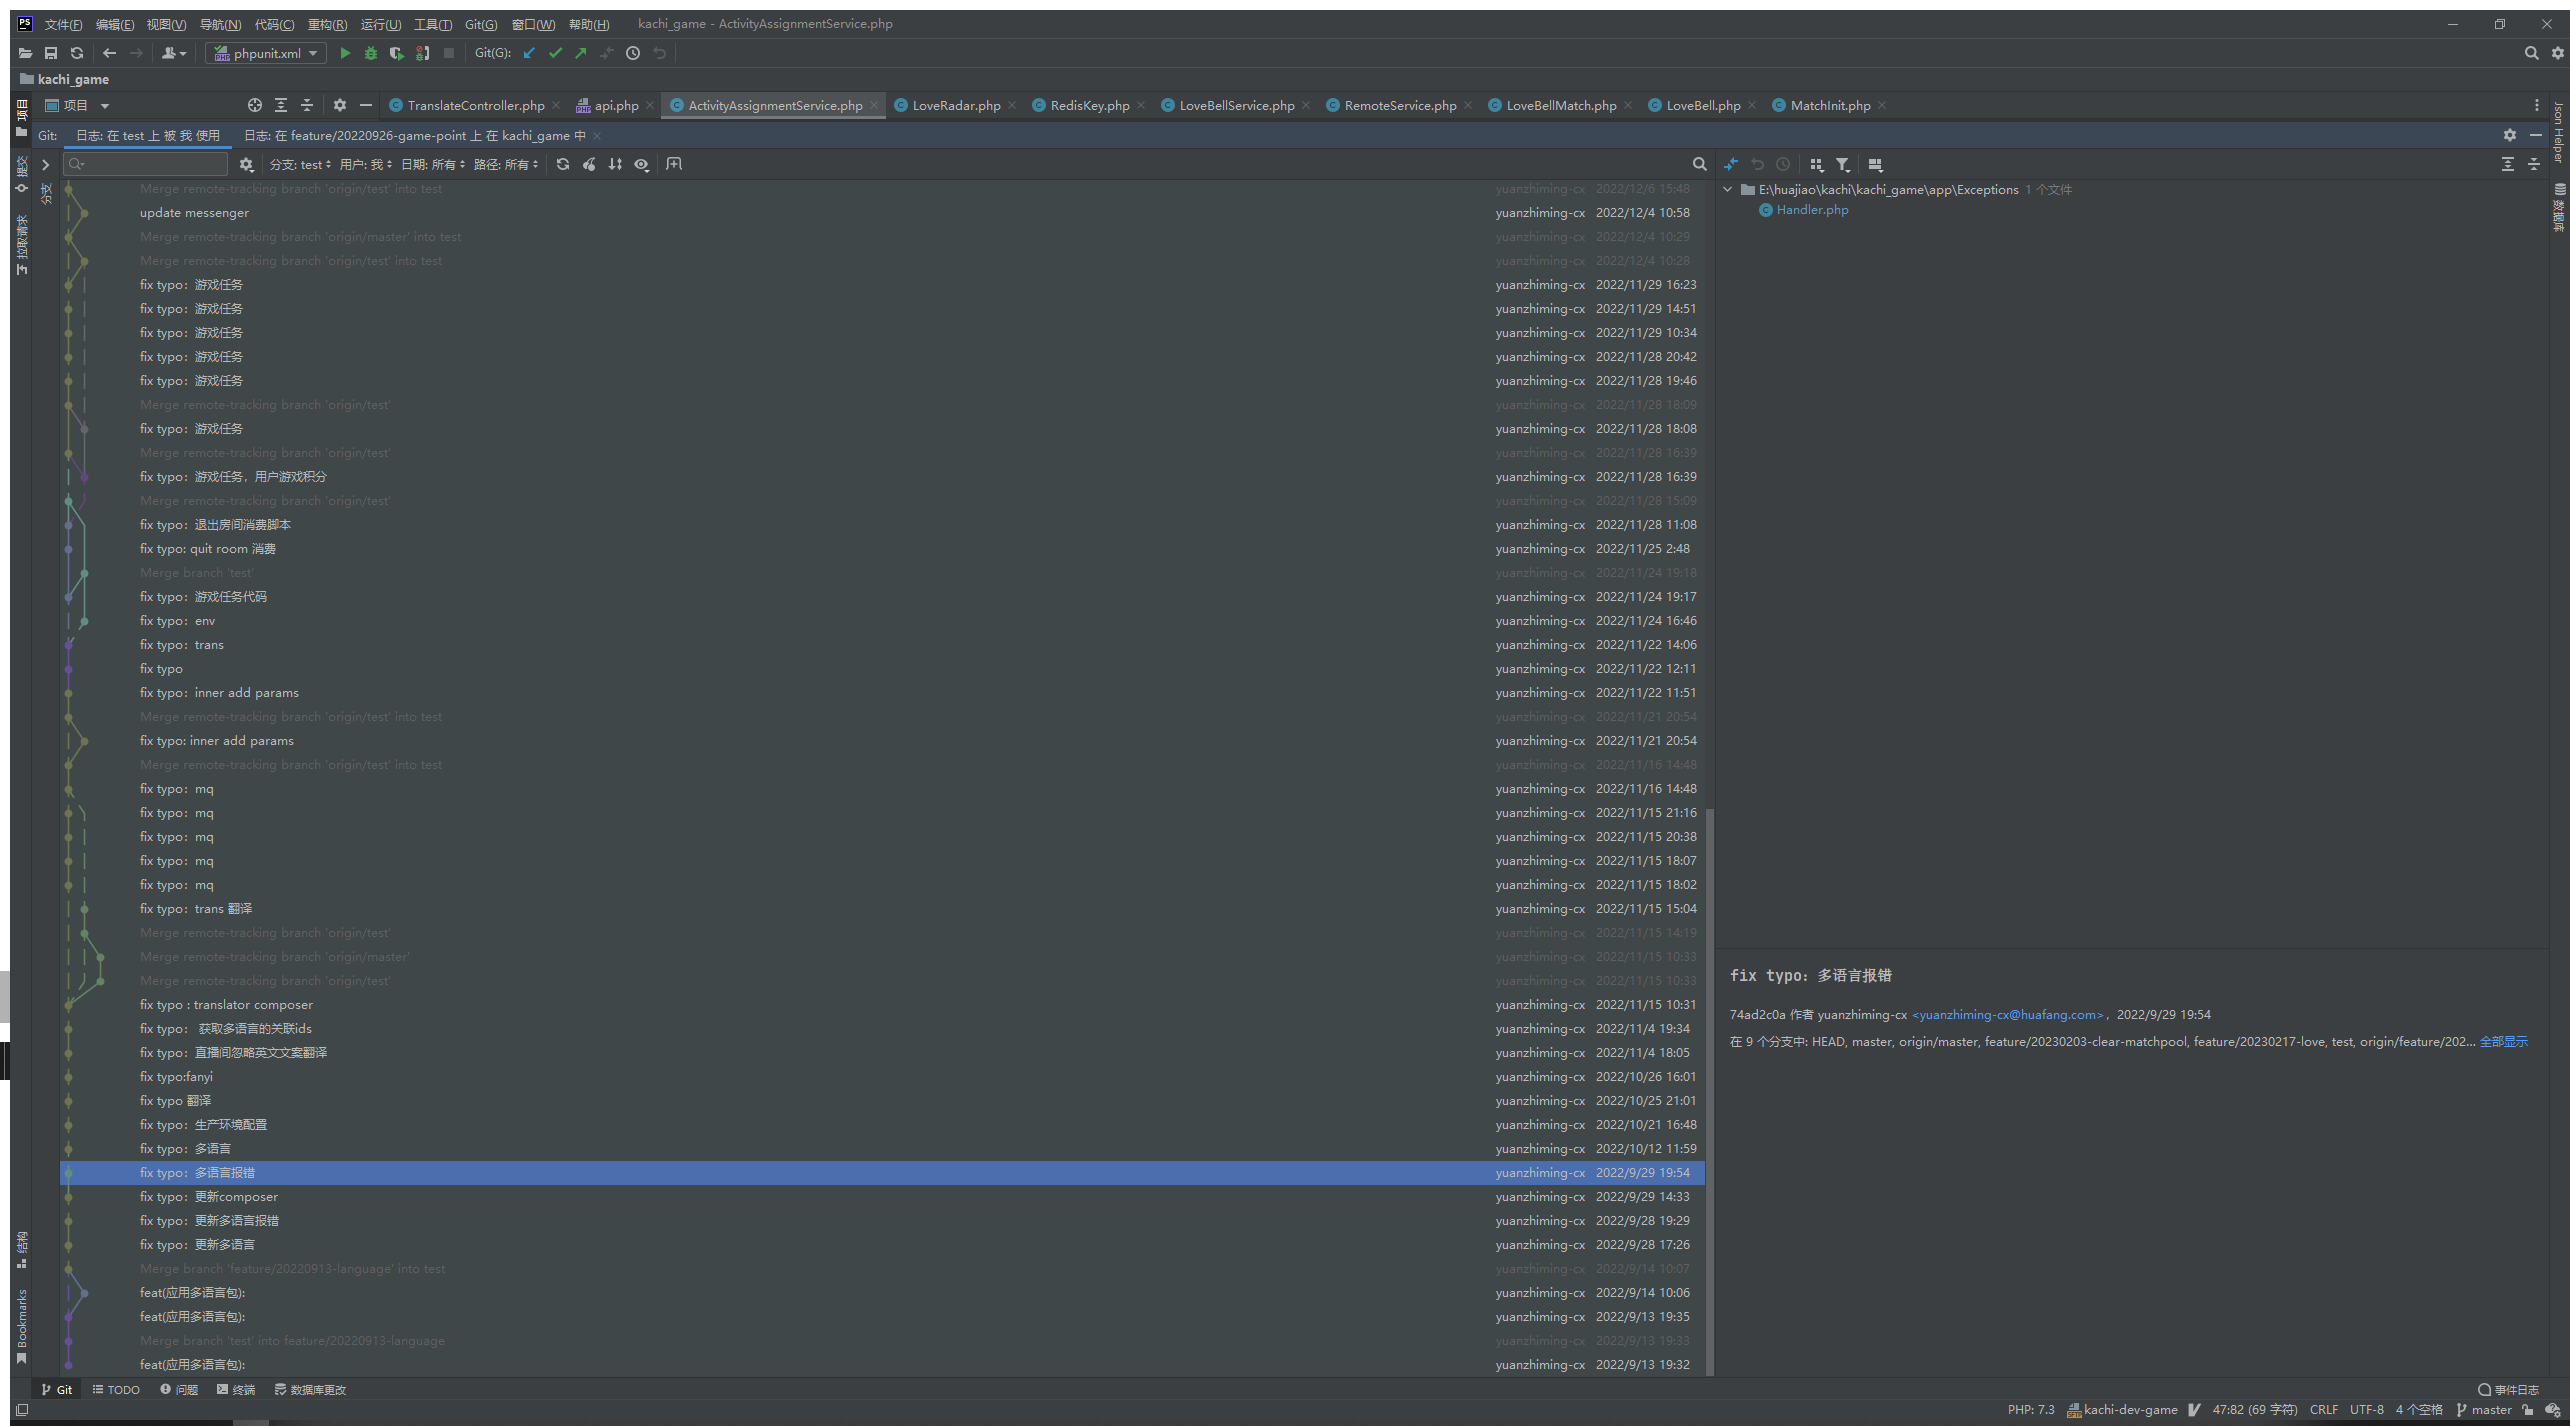 PS 文件(F) 编辑(E) 视图(V) 导航(N) 代码(C) 重构(R) 运行(U) 工具(T) Git(G) 窗口(W) 帮助(H) kachi_game - ActivityAssignmentService.php
phpunit.xml Git(G):
kachi_game
项目 TranslateController.php api.php ActivityAssignmentService.php LoveRadar.php RedisKey.php LoveBellService.php RemoteService.php LoveBellMatch.php LoveBell.php MatchInit.php
Git: 日志: 在 test 上 被 我 使用 日志: 在 feature/20220926-game-point 上 在 kachi_game 中
分支: test 用户: 我 日期: 所有 路径: 所有
项目
提交
拉取请求
分支
结构
Bookmarks
Json Helper
数据库
Merge remote-tracking branch 'origin/test' into test yuanzhiming-cx 2022/12/6 15:48
update messenger yuanzhiming-cx 2022/12/4 10:58
Merge remote-tracking branch 'origin/master' into test yuanzhiming-cx 2022/12/4 10:29
Merge remote-tracking branch 'origin/test' into test yuanzhiming-cx 2022/12/4 10:28
fix typo：游戏任务 yuanzhiming-cx 2022/11/29 16:23
fix typo：游戏任务 yuanzhiming-cx 2022/11/29 14:51
fix typo：游戏任务 yuanzhiming-cx 2022/11/29 10:34
fix typo：游戏任务 yuanzhiming-cx 2022/11/28 20:42
fix typo：游戏任务 yuanzhiming-cx 2022/11/28 19:46
Merge remote-tracking branch 'origin/test' yuanzhiming-cx 2022/11/28 18:09
fix typo：游戏任务 yuanzhiming-cx 2022/11/28 18:08
Merge remote-tracking branch 'origin/test' yuanzhiming-cx 2022/11/28 16:39
fix typo：游戏任务，用户游戏积分 yuanzhiming-cx 2022/11/28 16:39
Merge remote-tracking branch 'origin/test' yuanzhiming-cx 2022/11/28 15:09
fix typo：退出房间消费脚本 yuanzhiming-cx 2022/11/28 11:08
fix typo: quit room 消费 yuanzhiming-cx 2022/11/25 2:48
Merge branch 'test' yuanzhiming-cx 2022/11/24 19:18
fix typo：游戏任务代码 yuanzhiming-cx 2022/11/24 19:17
fix typo：env yuanzhiming-cx 2022/11/24 16:46
fix typo：trans yuanzhiming-cx 2022/11/22 14:06
fix typo yuanzhiming-cx 2022/11/22 12:11
fix typo：inner add params yuanzhiming-cx 2022/11/22 11:51
Merge remote-tracking branch 'origin/test' into test yuanzhiming-cx 2022/11/21 20:54
fix typo: inner add params yuanzhiming-cx 2022/11/21 20:54
Merge remote-tracking branch 'origin/test' into test yuanzhiming-cx 2022/11/16 14:48
fix typo：mq yuanzhiming-cx 2022/11/16 14:48
fix typo：mq yuanzhiming-cx 2022/11/15 21:16
fix typo：mq yuanzhiming-cx 2022/11/15 20:38
fix typo：mq yuanzhiming-cx 2022/11/15 18:07
fix typo：mq yuanzhiming-cx 2022/11/15 18:02
fix typo：trans 翻译 yuanzhiming-cx 2022/11/15 15:04
Merge remote-tracking branch 'origin/test' yuanzhiming-cx 2022/11/15 14:19
Merge remote-tracking branch 'origin/master' yuanzhiming-cx 2022/11/15 10:33
Merge remote-tracking branch 'origin/test' yuanzhiming-cx 2022/11/15 10:33
fix typo : translator composer yuanzhiming-cx 2022/11/15 10:31
fix typo： 获取多语言的关联ids yuanzhiming-cx 2022/11/4 19:34
fix typo：直播间忽略英文文案翻译 yuanzhiming-cx 2022/11/4 18:05
fix typo:fanyi yuanzhiming-cx 2022/10/26 16:01
fix typo 翻译 yuanzhiming-cx 2022/10/25 21:01
fix typo：生产环境配置 yuanzhiming-cx 2022/10/21 16:48
fix typo：多语言 yuanzhiming-cx 2022/10/12 11:59
fix typo：多语言报错 yuanzhiming-cx 2022/9/29 19:54
fix typo：更新composer yuanzhiming-cx 2022/9/29 14:33
fix typo：更新多语言报错 yuanzhiming-cx 2022/9/28 19:29
fix typo：更新多语言 yuanzhiming-cx 2022/9/28 17:26
Merge branch 'feature/20220913-language' into test yuanzhiming-cx 2022/9/14 10:07
feat(应用多语言包): yuanzhiming-cx 2022/9/14 10:06
feat(应用多语言包): yuanzhiming-cx 2022/9/13 19:35
Merge branch 'test' into feature/20220913-language yuanzhiming-cx 2022/9/13 19:33
feat(应用多语言包): yuanzhiming-cx 2022/9/13 19:32
E:\huajiao\kachi\kachi_game\app\Exceptions 1 个文件
Handler.php
fix typo：多语言报错
74ad2c0a 作者 yuanzhiming-cx <yuanzhiming-cx@huafang.com>，2022/9/29 19:54
在 9 个分支中: HEAD, master, origin/master, feature/20230203-clear-matchpool, feature/20230217-love, test, origin/feature/202... 全部显示
Git TODO 问题 终端 数据库更改 事件日志
PHP: 7.3 kachi-dev-game 47:82 (69 字符) CRLF UTF-8 4 个空格 master